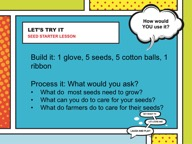 How would
YOU use it?
LET'S TRY IT
SEED STARTER LESSON
Build it: 1 glove, 5 seeds, 5 cotton balls, 1
ribbon
Process it: What would you ask?
• What do most seeds need to grow?
• What can you do to care for your seeds?
• What do farmers do to care for their seeds?